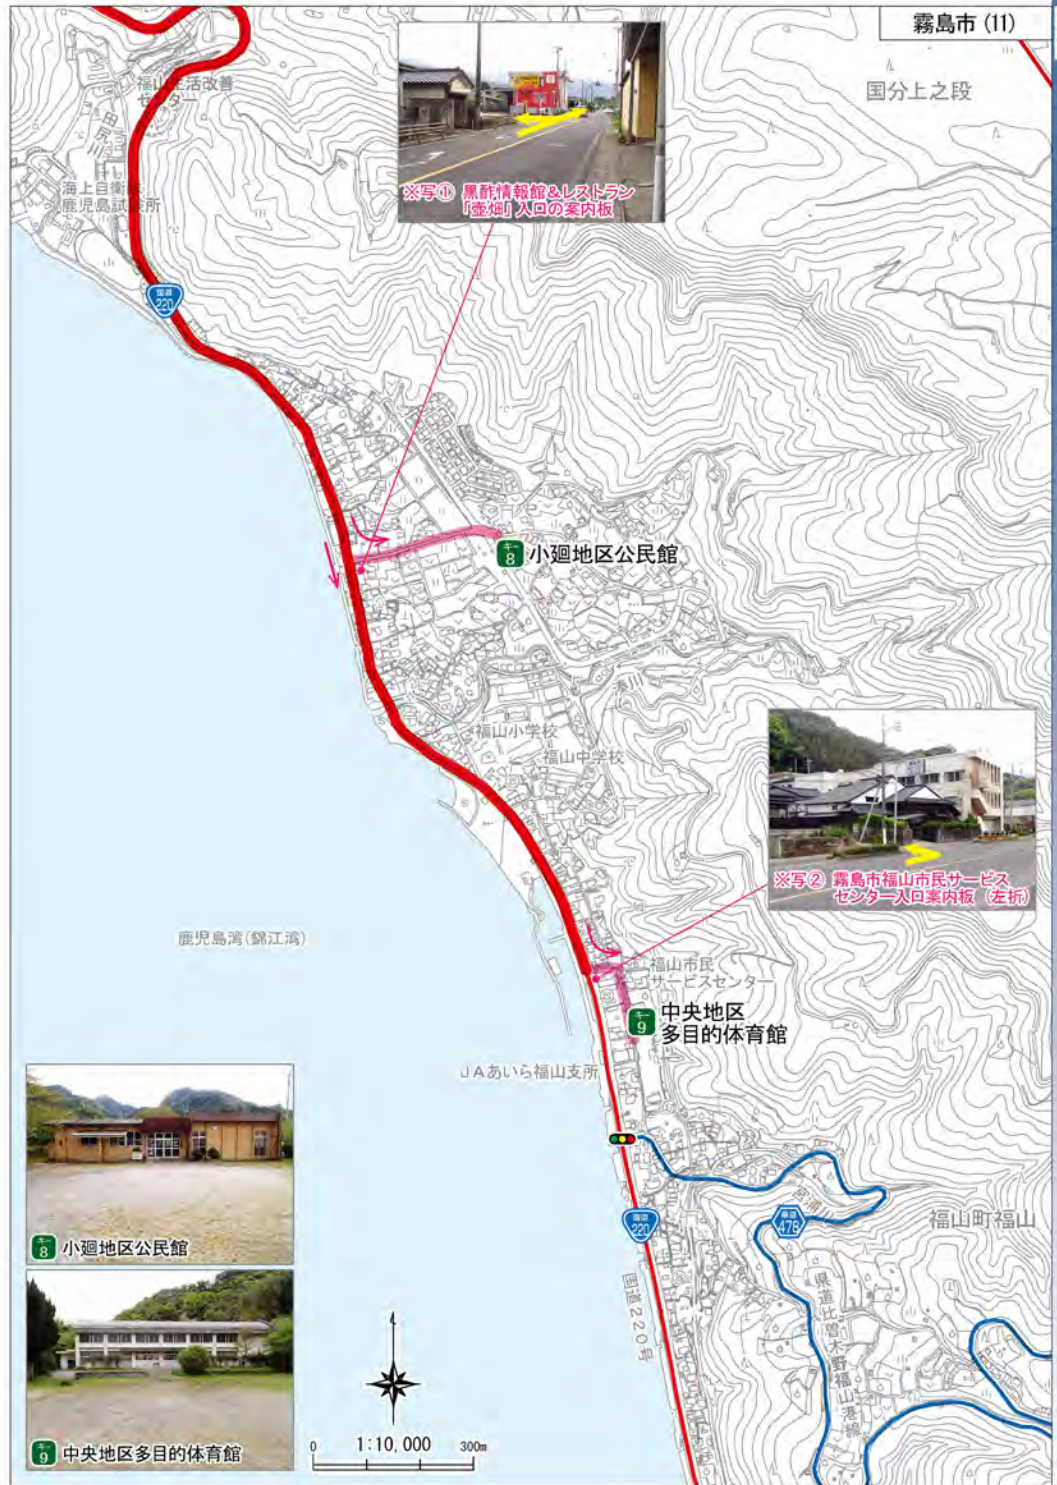 霧島市 (11)
国分上之段
福山生活改善
センター
田尻川
海上自衛隊
鹿児島試験所
※写① 黒酢情報館&レストラン
「壺畑」入口の案内板
国道
220
キー
8
小廻地区公民館
湊川
福山小学校
福山中学校
※写② 霧島市福山市民サービス
センター入口案内板 (左折)
鹿児島湾(錦江湾)
福山市民
サービスセンター
キー
9
中央地区
多目的体育館
JAあいら福山支所
国道
220
県道
478
福山町福山
国道220号
県道比曽木野福山港線
キー
8
小廻地区公民館
キー
9
中央地区多目的体育館
0
1:10,000
300m